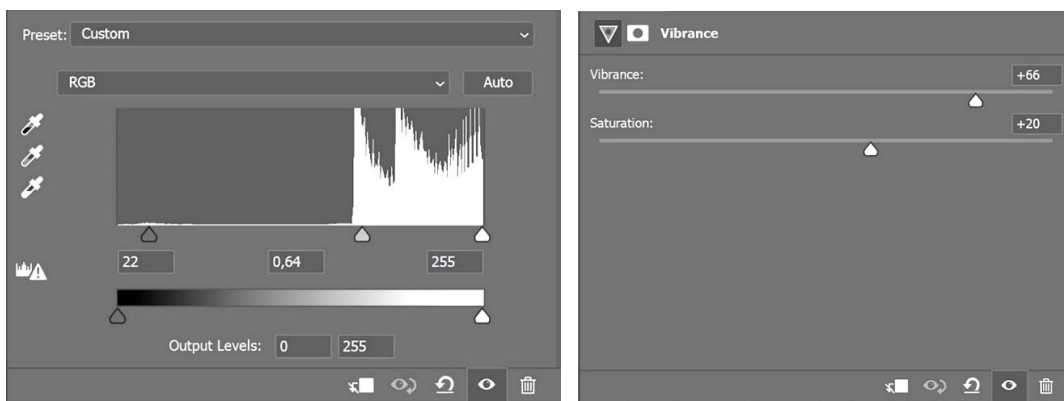 Preset: Custom
RGB Auto
22 0,64 255
Output Levels: 0 255
Vibrance
Vibrance: +66
Saturation: +20